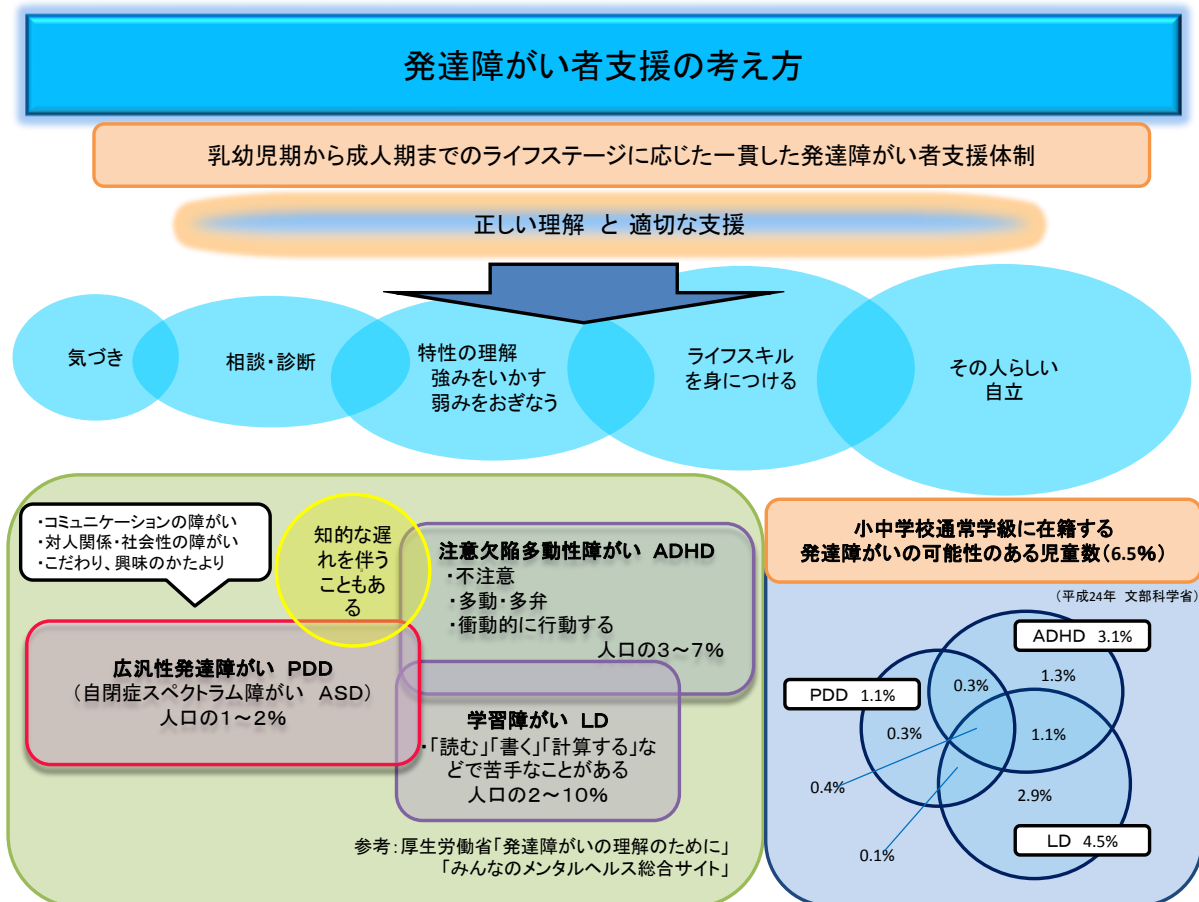 発達障がい者支援の考え方
乳幼児期から成人期までのライフステージに応じた一貫した発達障がい者支援体制
正しい理解 と 適切な支援
気づき
相談・診断
特性の理解
強みをいかす
弱みをおぎなう
ライフスキル
を身につける
その人らしい
自立
・コミュニケーションの障がい
・対人関係・社会性の障がい
・こだわり、興味のかたより
知的な遅
れを伴う
こともあ
る
注意欠陥多動性障がい ADHD
・不注意
・多動・多弁
・衝動的に行動する
人口の3～7%
広汎性発達障がい PDD
（自閉症スペクトラム障がい ASD）
人口の1～2%
学習障がい LD
・「読む」「書く」「計算する」な
どで苦手なことがある
人口の2～10%
参考：厚生労働省「発達障がいの理解のために」
「みんなのメンタルヘルス総合サイト」
小中学校通常学級に在籍する
発達障がいの可能性のある児童数（6.5%）
（平成24年 文部科学省）
ADHD 3.1%
1.3%
0.3%
PDD 1.1%
0.3%
1.1%
0.4%
2.9%
LD 4.5%
0.1%